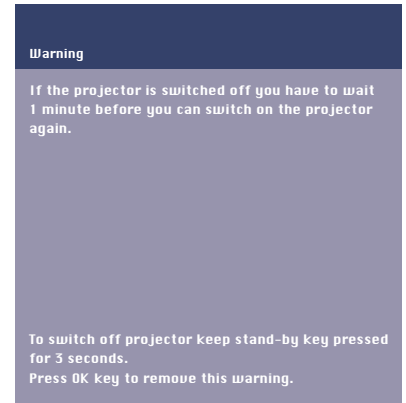 Warning
If the projector is switched off you have to wait
1 minute before you can switch on the projector
again.
To switch off projector keep stand-by key pressed
for 3 seconds.
Press OK key to remove this warning.